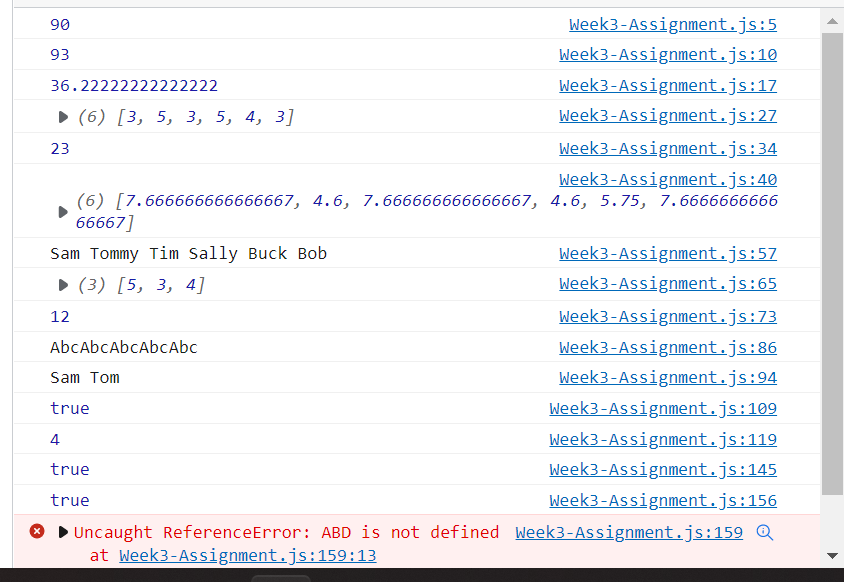 90 Week3-Assignment.js:5
93 Week3-Assignment.js:10
36.22222222222222 Week3-Assignment.js:17
(6) [3, 5, 3, 5, 4, 3] Week3-Assignment.js:27
23 Week3-Assignment.js:34
Week3-Assignment.js:40
(6) [7.666666666666667, 4.6, 7.666666666666667, 4.6, 5.75, 7.6666666666
66667]
Sam Tommy Tim Sally Buck Bob Week3-Assignment.js:57
(3) [5, 3, 4] Week3-Assignment.js:65
12 Week3-Assignment.js:73
AbcAbcAbcAbcAbc Week3-Assignment.js:86
Sam Tom Week3-Assignment.js:94
true Week3-Assignment.js:109
4 Week3-Assignment.js:119
true Week3-Assignment.js:145
true Week3-Assignment.js:156
Uncaught ReferenceError: ABD is not defined Week3-Assignment.js:159
at Week3-Assignment.js:159:13